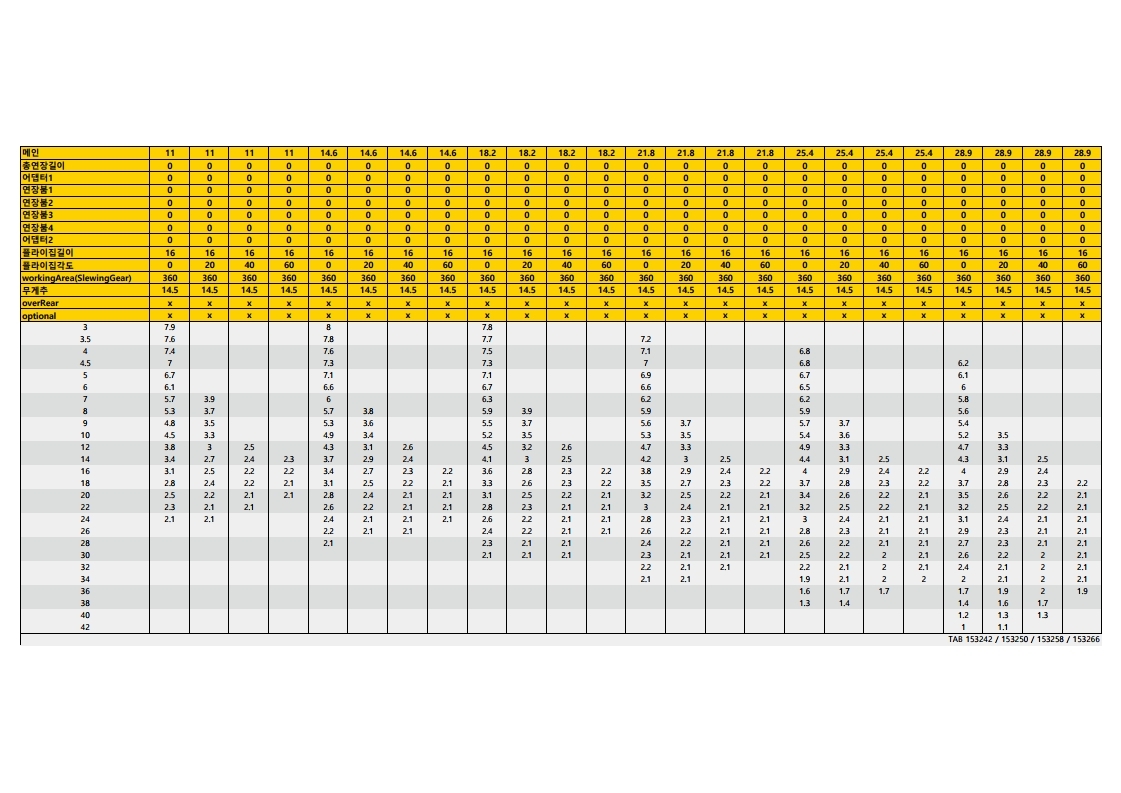 메인 11 11 11 11 14.6 14.6 14.6 14.6 18.2 18.2 18.2 18.2 21.8 21.8 21.8 21.8 25.4 25.4 25.4 25.4 28.9 28.9 28.9 28.9
총연장길이 0 0 0 0 0 0 0 0 0 0 0 0 0 0 0 0 0 0 0 0 0 0 0 0
어댑터1 0 0 0 0 0 0 0 0 0 0 0 0 0 0 0 0 0 0 0 0 0 0 0 0
연장붐1 0 0 0 0 0 0 0 0 0 0 0 0 0 0 0 0 0 0 0 0 0 0 0 0
연장붐2 0 0 0 0 0 0 0 0 0 0 0 0 0 0 0 0 0 0 0 0 0 0 0 0
연장붐3 0 0 0 0 0 0 0 0 0 0 0 0 0 0 0 0 0 0 0 0 0 0 0 0
연장붐4 0 0 0 0 0 0 0 0 0 0 0 0 0 0 0 0 0 0 0 0 0 0 0 0
어댑터2 0 0 0 0 0 0 0 0 0 0 0 0 0 0 0 0 0 0 0 0 0 0 0 0
플라이집길이 16 16 16 16 16 16 16 16 16 16 16 16 16 16 16 16 16 16 16 16 16 16 16 16
플라이집각도 0 20 40 60 0 20 40 60 0 20 40 60 0 20 40 60 0 20 40 60 0 20 40 60
workingArea(SlewingGear) 360 360 360 360 360 360 360 360 360 360 360 360 360 360 360 360 360 360 360 360 360 360 360 360
무게추 14.5 14.5 14.5 14.5 14.5 14.5 14.5 14.5 14.5 14.5 14.5 14.5 14.5 14.5 14.5 14.5 14.5 14.5 14.5 14.5 14.5 14.5 14.5 14.5
overRear x x x x x x x x x x x x x x x x x x x x x x x x
optional x x x x x x x x x x x x x x x x x x x x x x x x
3 7.9 8 7.8
3.5 7.6 7.8 7.7 7.2
4 7.4 7.6 7.5 7.1 6.8
4.5 7 7.3 7.3 7 6.8 6.2
5 6.7 7.1 7.1 6.9 6.7 6.1
6 6.1 6.6 6.7 6.6 6.5 6
7 5.7 3.9 6 6.3 6.2 6.2 5.8
8 5.3 3.7 5.7 3.8 5.9 3.9 5.9 5.9 5.6
9 4.8 3.5 5.3 3.6 5.5 3.7 5.6 3.7 5.7 3.7 5.4
10 4.5 3.3 4.9 3.4 5.2 3.5 5.3 3.5 5.4 3.6 5.2 3.5
12 3.8 3 2.5 4.3 3.1 2.6 4.5 3.2 2.6 4.7 3.3 4.9 3.3 4.7 3.3
14 3.4 2.7 2.4 2.3 3.7 2.9 2.4 4.1 3 2.5 4.2 3 2.5 4.4 3.1 2.5 4.3 3.1 2.5
16 3.1 2.5 2.2 2.2 3.4 2.7 2.3 2.2 3.6 2.8 2.3 2.2 3.8 2.9 2.4 2.2 4 2.9 2.4 2.2 4 2.9 2.4
18 2.8 2.4 2.2 2.1 3.1 2.5 2.2 2.1 3.3 2.6 2.3 2.2 3.5 2.7 2.3 2.2 3.7 2.8 2.3 2.2 3.7 2.8 2.3 2.2
20 2.5 2.2 2.1 2.1 2.8 2.4 2.1 2.1 3.1 2.5 2.2 2.1 3.2 2.5 2.2 2.1 3.4 2.6 2.2 2.1 3.5 2.6 2.2 2.1
22 2.3 2.1 2.1 2.6 2.2 2.1 2.1 2.8 2.3 2.1 2.1 3 2.4 2.1 2.1 3.2 2.5 2.2 2.1 3.2 2.5 2.2 2.1
24 2.1 2.1 2.4 2.1 2.1 2.1 2.6 2.2 2.1 2.1 2.8 2.3 2.1 2.1 3 2.4 2.1 2.1 3.1 2.4 2.1 2.1
26 2.2 2.1 2.1 2.4 2.1 2.1 2.1 2.6 2.2 2.1 2.1 2.8 2.3 2.1 2.1 2.9 2.3 2.1 2.1
28 2.1 2.3 2.1 2.1 2.4 2.2 2.1 2.1 2.6 2.2 2.1 2.1 2.7 2.3 2.1 2.1
30 2.1 2.1 2.1 2.3 2.1 2.1 2.1 2.5 2.2 2 2.1 2.6 2.2 2 2.1
32 2.2 2.1 2.1 2.2 2.1 2 2.1 2.4 2.1 2 2.1
34 2.1 2.1 1.9 2.1 2 2 2 2.1 2 2.1
36 1.6 1.7 1.7 1.7 1.9 2 1.9
38 1.3 1.4 1.4 1.6 1.7
40 1.2 1.3 1.3
42 1 1.1
TAB 153242 / 153250 / 153258 / 153266